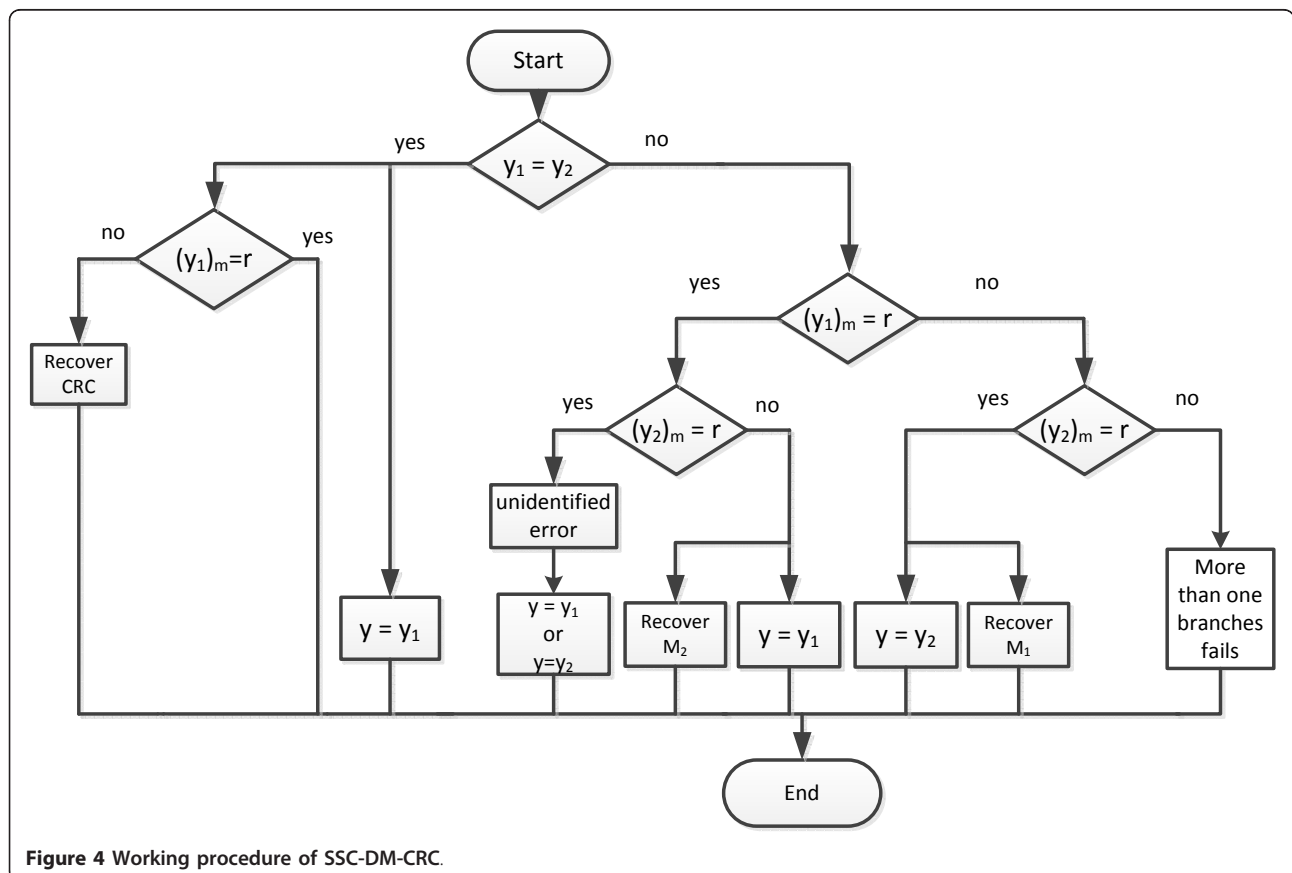 Start
yes
no
y₁ = y₂
no
yes
(y₁)ₘ=r
yes
no
(y₁)ₘ = r
Recover
CRC
yes
no
(y₂)ₘ = r
yes
no
(y₂)ₘ = r
unidentified
error
y = y₁
y = y₁
or
y=y₂
Recover
M₂
y = y₁
y = y₂
Recover
M₁
More
than one
branches
fails
End
Figure 4 Working procedure of SSC-DM-CRC.